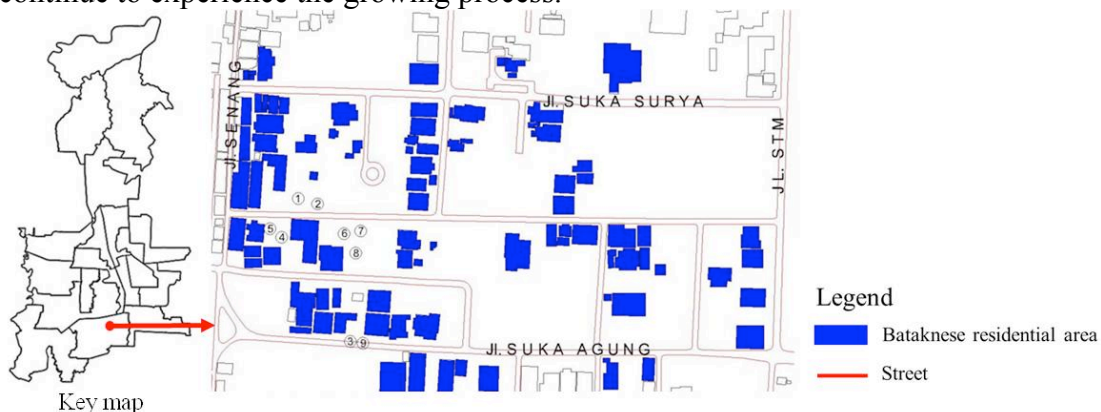 continue to experience the growing process.
Jl. SENANG
Jl. SUKA SURYA
JL. STM
1
2
5
4
6
7
8
3
9
Jl. SUKA AGUNG
Legend
Bataknese residential area
Street
Key map